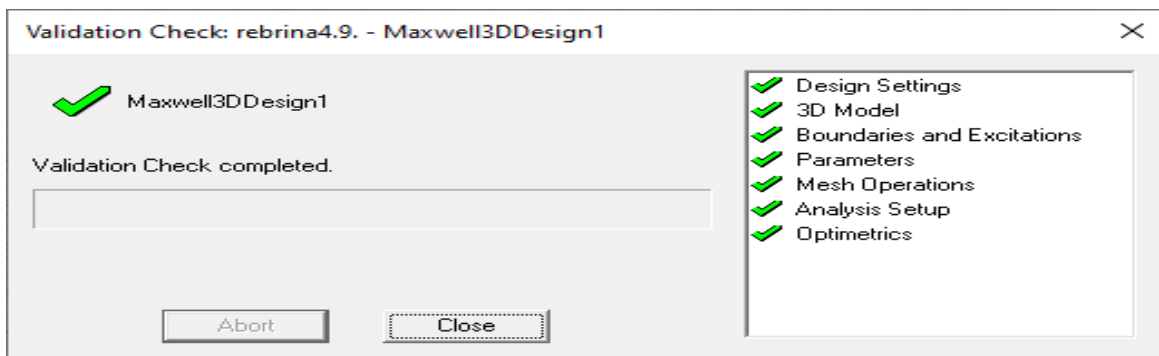 Validation Check: rebrina4.9. - Maxwell3DDesign1
Maxwell3DDesign1
Validation Check completed.
Abort
Close
Design Settings
3D Model
Boundaries and Excitations
Parameters
Mesh Operations
Analysis Setup
Optimetrics